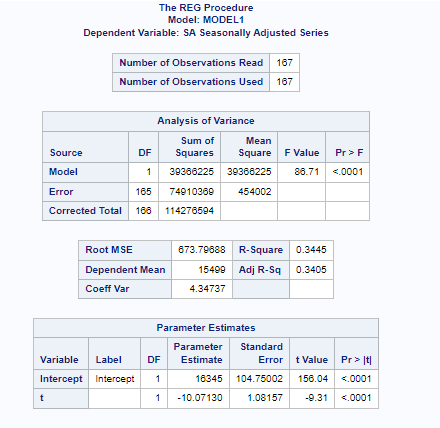 The REG Procedure
Model: MODEL1
Dependent Variable: SA Seasonally Adjusted Series
Number of Observations Read 167
Number of Observations Used 167
Analysis of Variance
Source DF Sum of Squares Mean Square F Value Pr > F
Model 1 39366225 39366225 86.71 <.0001
Error 165 74910369 454002
Corrected Total 166 114276594
Root MSE 673.79688 R-Square 0.3445
Dependent Mean 15499 Adj R-Sq 0.3405
Coeff Var 4.34737
Parameter Estimates
Variable Label DF Parameter Estimate Standard Error t Value Pr > |t|
Intercept Intercept 1 16345 104.75002 156.04 <.0001
t 1 -10.07130 1.08157 -9.31 <.0001